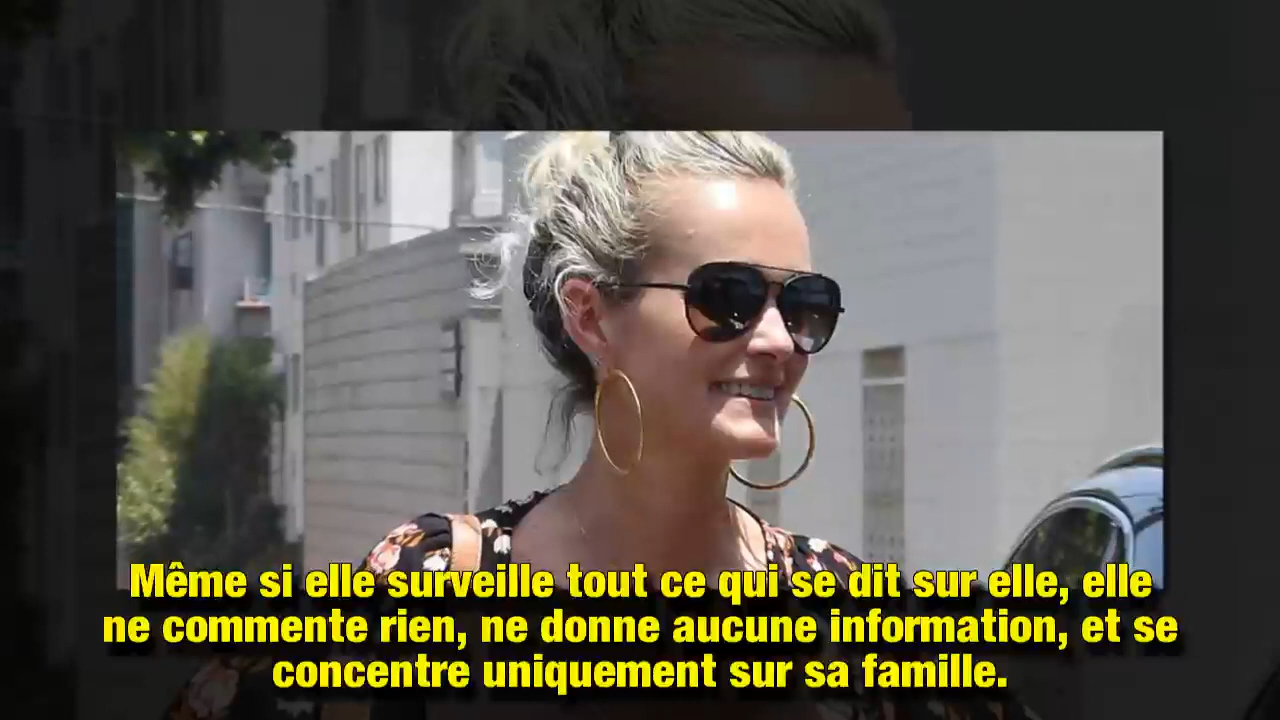 Même si elle surveille tout ce qui se dit sur elle, elle
ne commente rien, ne donne aucune information, et se
concentre uniquement sur sa famille.